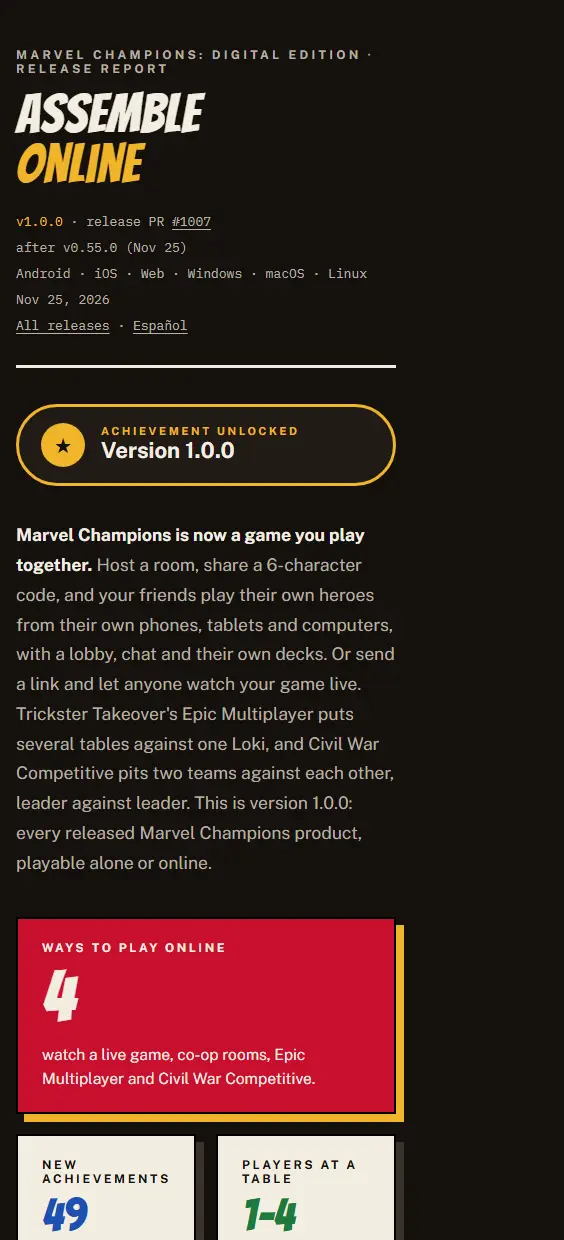 MARVEL CHAMPIONS: DIGITAL EDITION ·
RELEASE REPORT
ASSEMBLE
ONLINE
v1.0.0 · release PR #1007
after v0.55.0 (Nov 25)
Android · iOS · Web · Windows · macOS · Linux
Nov 25, 2026
All releases · Español
ACHIEVEMENT UNLOCKED
Version 1.0.0
Marvel Champions is now a game you play
together. Host a room, share a 6-character
code, and your friends play their own heroes
from their own phones, tablets and computers,
with a lobby, chat and their own decks. Or send
a link and let anyone watch your game live.
Trickster Takeover's Epic Multiplayer puts
several tables against one Loki, and Civil War
Competitive pits two teams against each other,
leader against leader. This is version 1.0.0:
every released Marvel Champions product,
playable alone or online.
WAYS TO PLAY ONLINE
4
watch a live game, co-op rooms, Epic
Multiplayer and Civil War Competitive.
NEW
ACHIEVEMENTS
49
PLAYERS AT A
TABLE
1–4